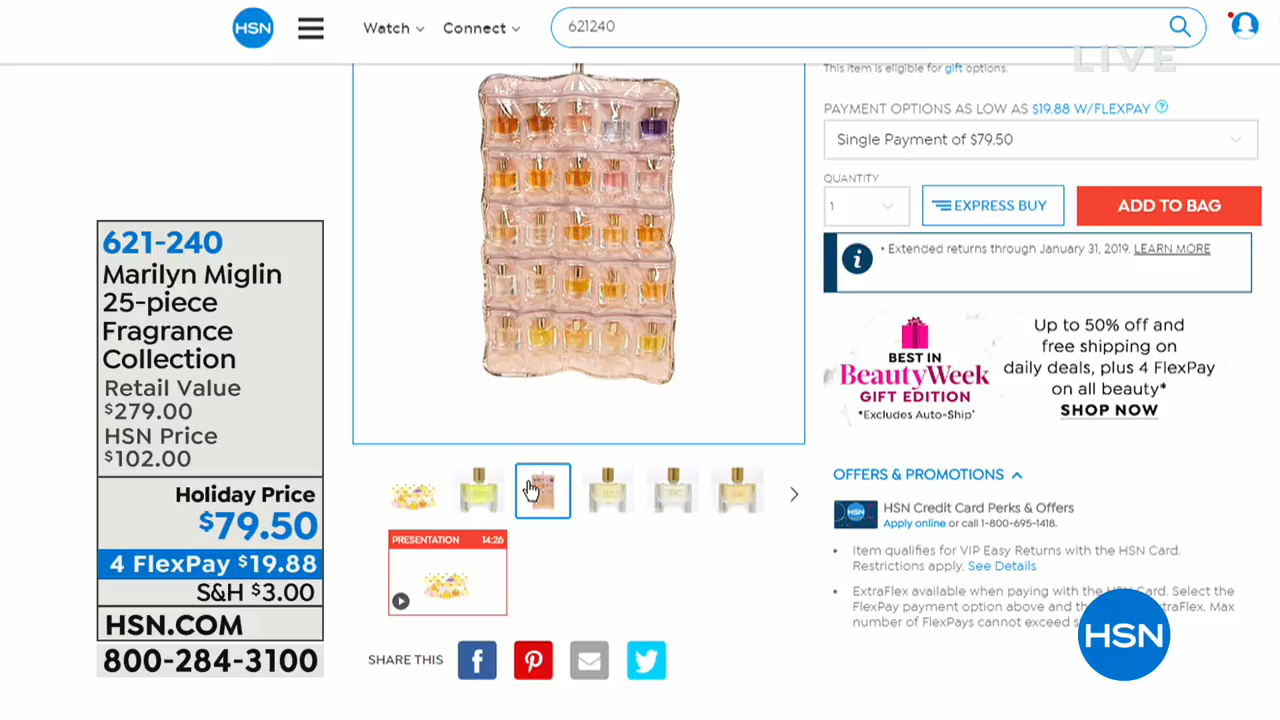 HSN
Watch
Connect
621240
LIVE
This item is eligible for gift options.
PAYMENT OPTIONS AS LOW AS $19.88 W/FLEXPAY ?
Single Payment of $79.50
QUANTITY
1
EXPRESS BUY
ADD TO BAG
i
• Extended returns through January 31, 2019. LEARN MORE
BEST IN
BeautyWeek
GIFT EDITION
*Excludes Auto-Ship*
Up to 50% off and
free shipping on
daily deals, plus 4 FlexPay
on all beauty*
SHOP NOW
OFFERS & PROMOTIONS
HSN
HSN Credit Card Perks & Offers
Apply online or call 1-800-695-1418.
• Item qualifies for VIP Easy Returns with the HSN Card.
Restrictions apply. See Details
• ExtraFlex available when paying with the HSN Card. Select the
FlexPay payment option above and the ExtraFlex. Max
number of FlexPays cannot exceed
HSN
621-240
Marilyn Miglin
25-piece
Fragrance
Collection
Retail Value
$279.00
HSN Price
$102.00
Holiday Price
$79.50
4 FlexPay $19.88
S&H $3.00
HSN.COM
800-284-3100
PRESENTATION 14:26
SHARE THIS